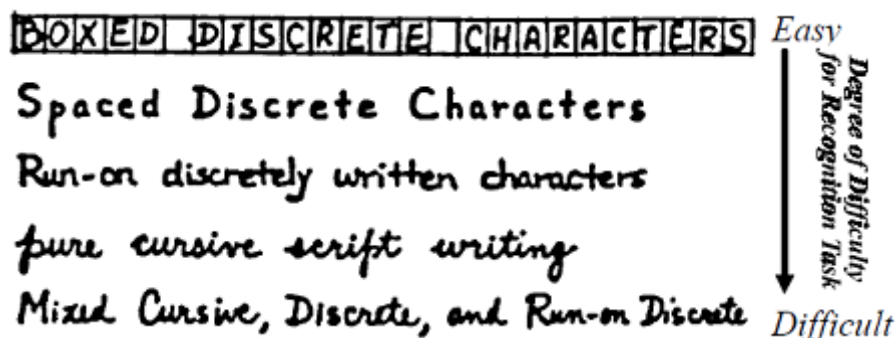 BOXED DISCRETE CHARACTERS
Easy
Spaced Discrete Characters
Run-on discretely written characters
pure cursive script writing
Mixed Cursive, Discrete, and Run-on Discrete
Difficult
Degree of Difficulty
for Recognition Task